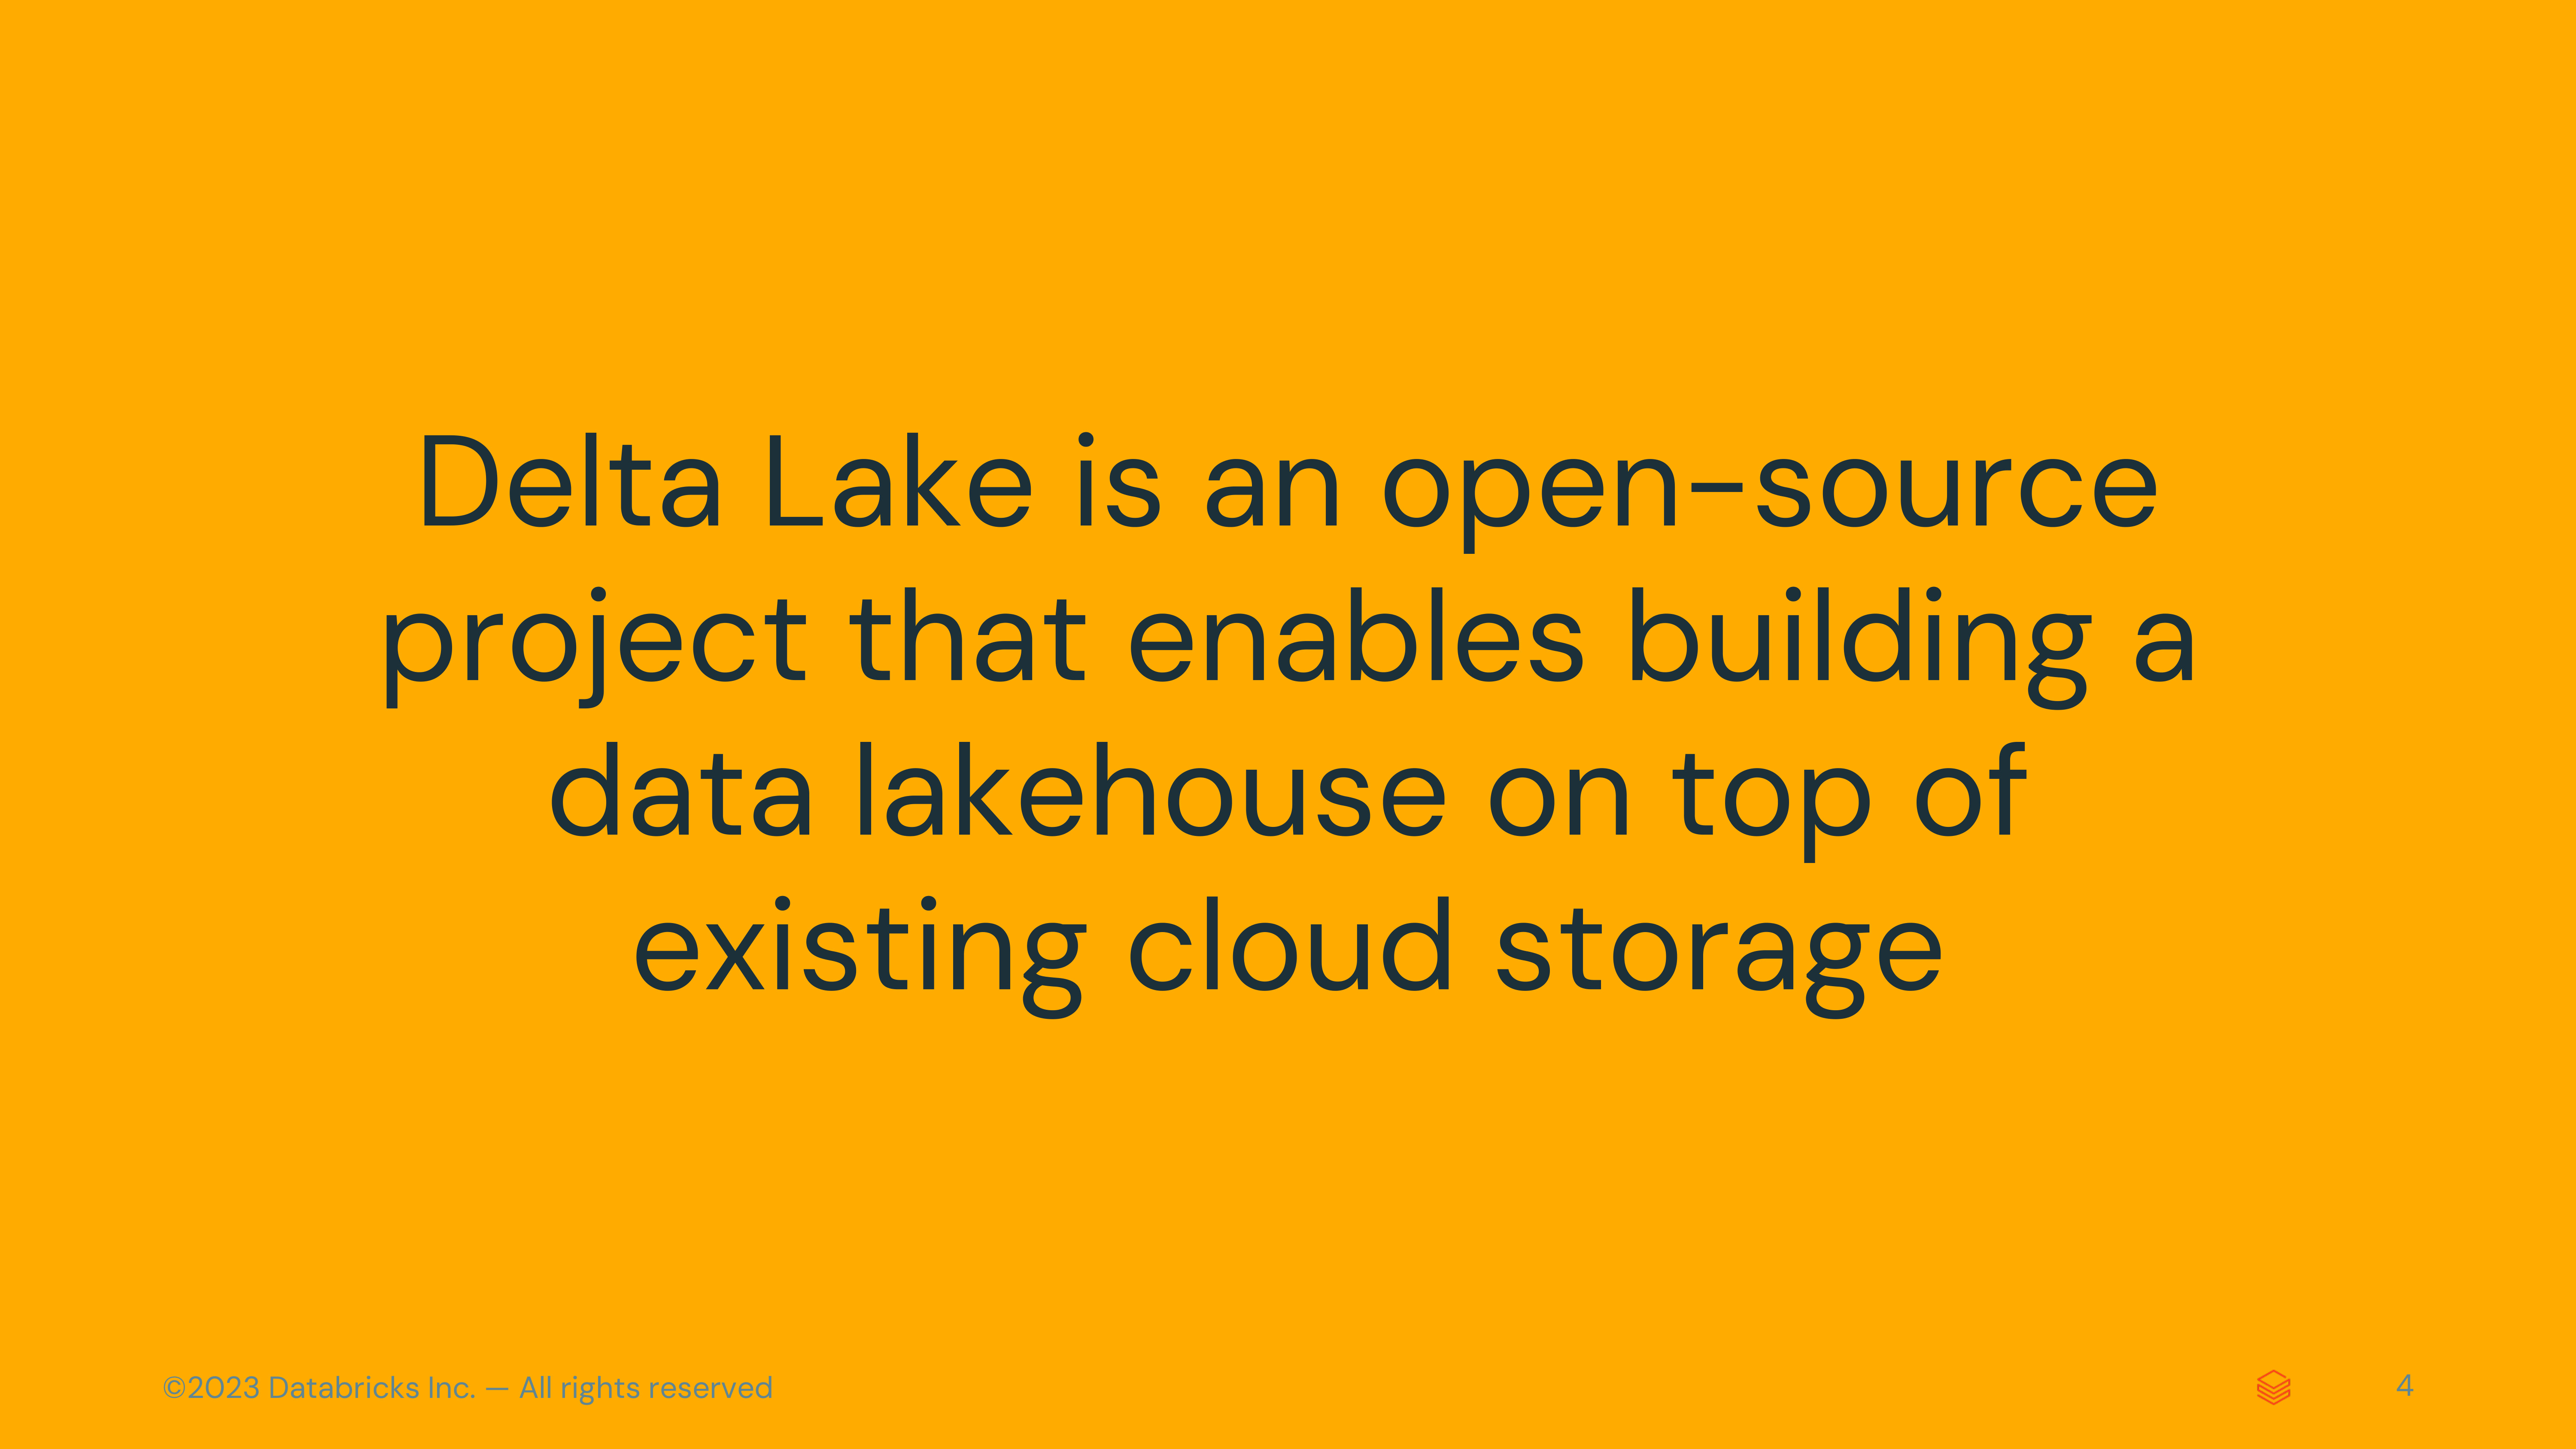 Delta Lake is an open-source
project that enables building a
data lakehouse on top of
existing cloud storage
©2023 Databricks Inc. — All rights reserved
4